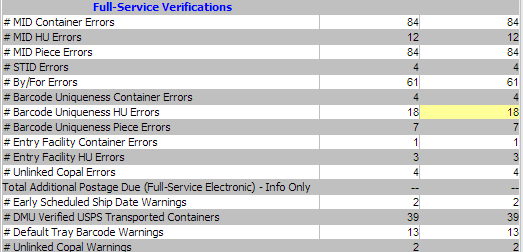 Full-Service Verifications
# MID Container Errors 84 84
# MID HU Errors 12 12
# MID Piece Errors 84 84
# STID Errors 4 4
# By/For Errors 61 61
# Barcode Uniqueness Container Errors 4 4
# Barcode Uniqueness HU Errors 18 18
# Barcode Uniqueness Piece Errors 7 7
# Entry Facility Container Errors 1 1
# Entry Facility HU Errors 3 3
# Unlinked Copal Errors 4 4
Total Additional Postage Due (Full-Service Electronic) - Info Only -- --
# Early Scheduled Ship Date Warnings 2 2
# DMU Verified USPS Transported Containers 39 39
# Default Tray Barcode Warnings 13 13
# Unlinked Copal Warnings 2 2